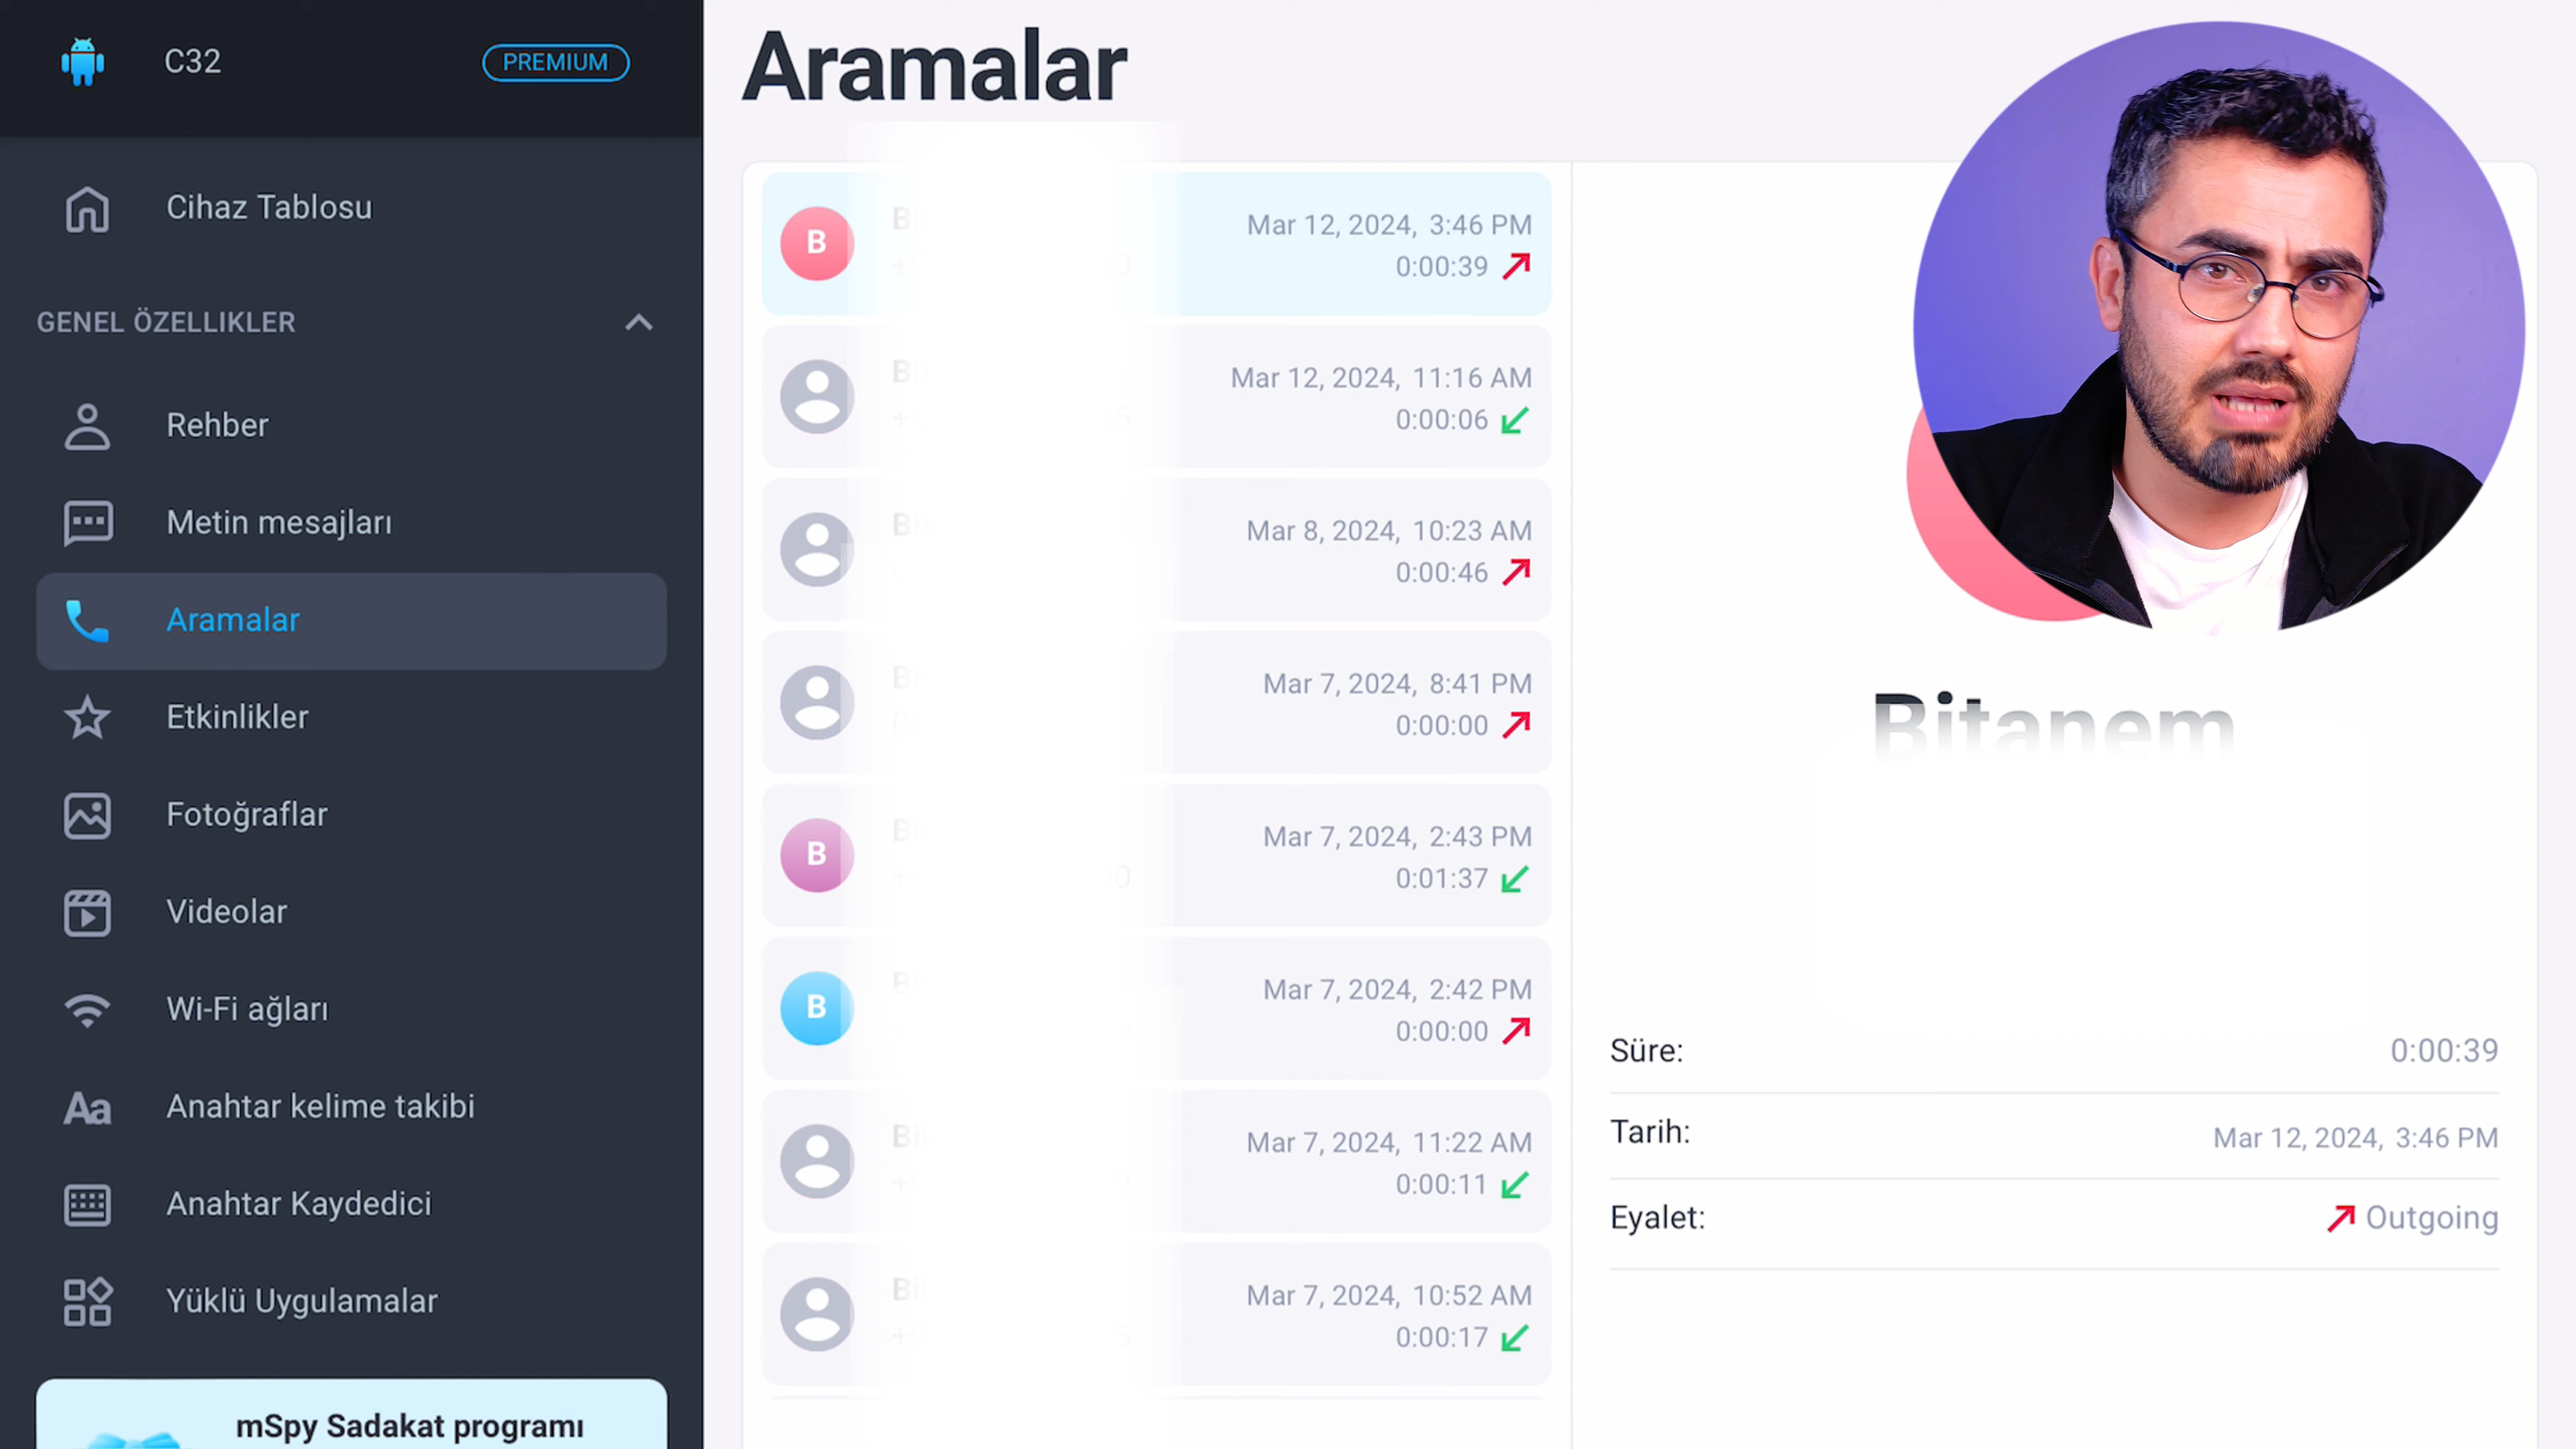 C32
PREMIUM
Cihaz Tablosu
GENEL ÖZELLIKLER
Rehber
Metin mesajları
Aramalar
Etkinlikler
Fotoğraflar
Videolar
Wi-Fi ağları
Aa
Anahtar kelime takibi
Anahtar Kaydedici
Yüklü Uygulamalar
mSpy Sadakat programı
Aramalar
B
Mar 12, 2024, 3:46 PM
0:00:39
Mar 12, 2024, 11:16 AM
0:00:06
Mar 8, 2024, 10:23 AM
0:00:46
Mar 7, 2024, 8:41 PM
0:00:00
B
Mar 7, 2024, 2:43 PM
0:01:37
B
Mar 7, 2024, 2:42 PM
0:00:00
Mar 7, 2024, 11:22 AM
0:00:11
Mar 7, 2024, 10:52 AM
0:00:17
Bitanem
Süre: 0:00:39
Tarih: Mar 12, 2024, 3:46 PM
Eyalet: Outgoing